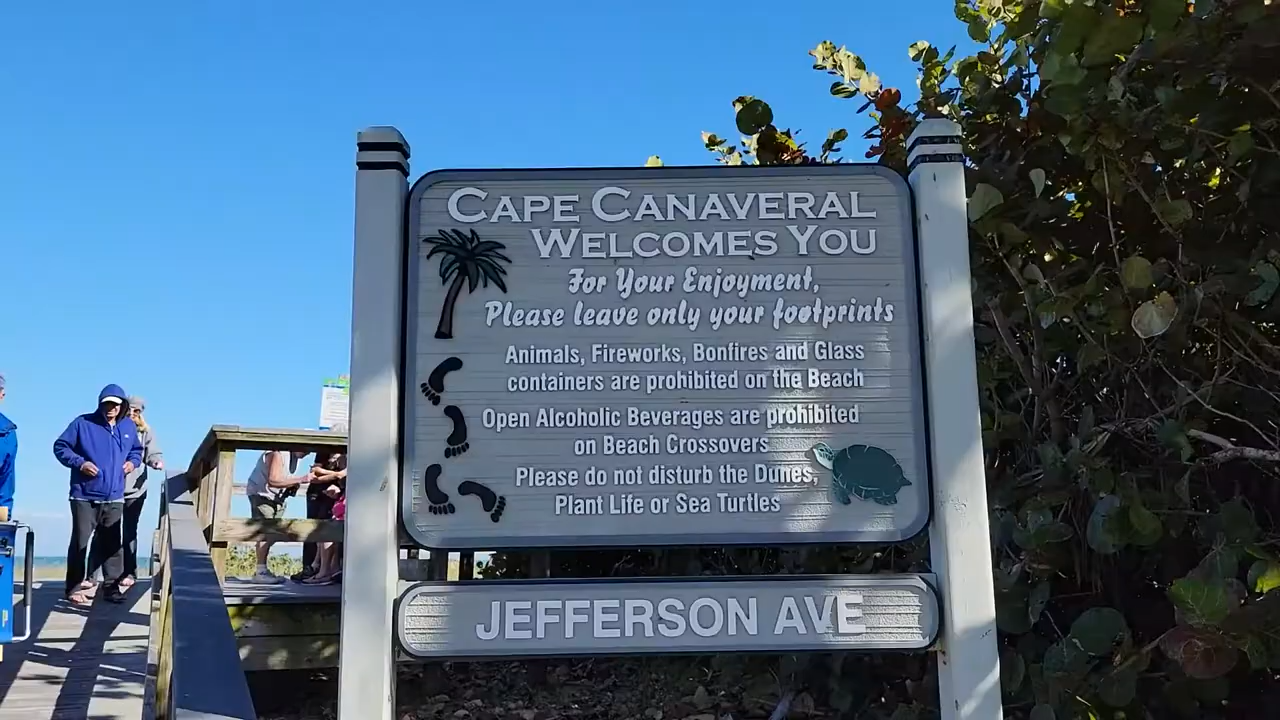 CAPE CANAVERAL
WELCOMES YOU
For Your Enjoyment,
Please leave only your footprints
Animals, Fireworks, Bonfires and Glass
containers are prohibited on the Beach
Open Alcoholic Beverages are prohibited
on Beach Crossovers
Please do not disturb the Dunes,
Plant Life or Sea Turtles
JEFFERSON AVE